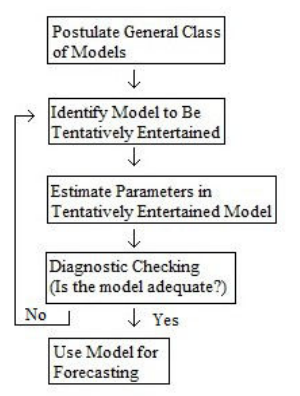 Postulate General Class
of Models
Identify Model to Be
Tentatively Entertained
Estimate Parameters in
Tentatively Entertained Model
Diagnostic Checking
(Is the model adequate?)
No
Yes
Use Model for
Forecasting